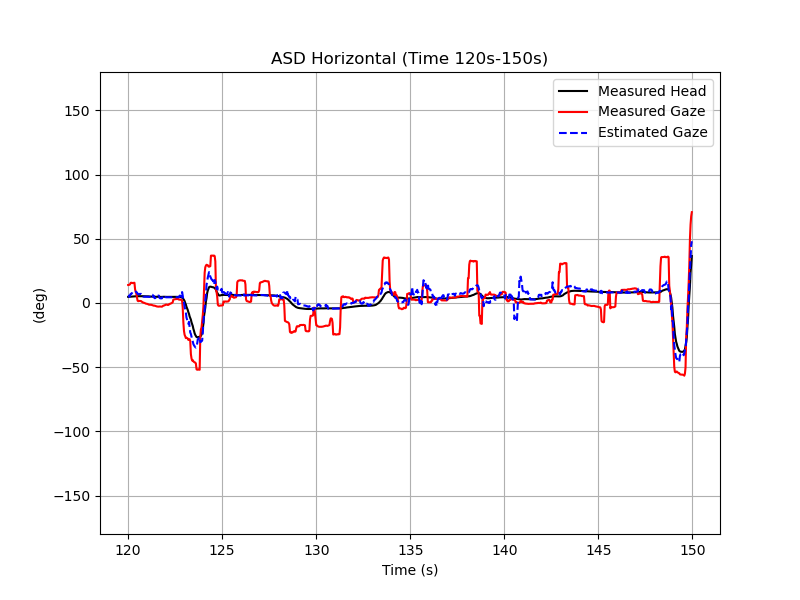 ASD Horizontal (Time 120s-150s)
Measured Head
Measured Gaze
Estimated Gaze
150
100
50
0
−50
−100
−150
(deg)
120
125
130
135
140
145
150
Time (s)